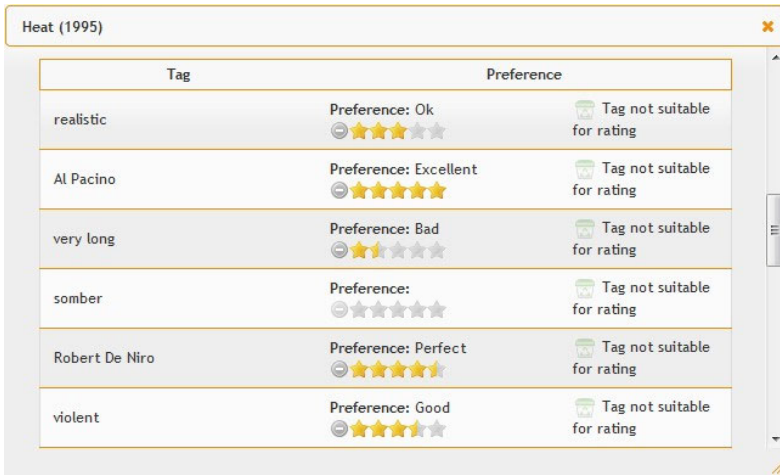 Heat (1995)
Tag Preference
realistic
Preference: Ok
Tag not suitable
for rating
Al Pacino
Preference: Excellent
Tag not suitable
for rating
very long
Preference: Bad
Tag not suitable
for rating
somber
Preference:
Tag not suitable
for rating
Robert De Niro
Preference: Perfect
Tag not suitable
for rating
violent
Preference: Good
Tag not suitable
for rating